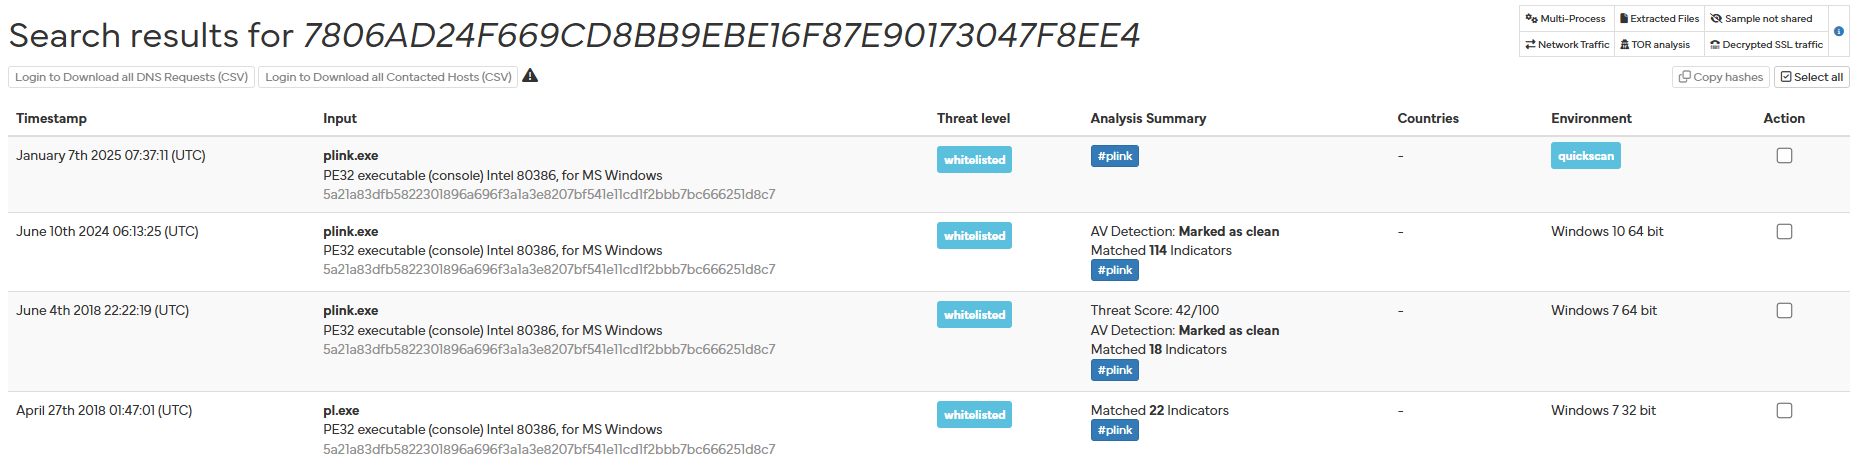 Search results for 7806AD24F669CD8BB9EBE16F87E90173047F8EE4
Multi-Process Extracted Files Sample not shared
Network Traffic TOR analysis Decrypted SSL traffic
Login to Download all DNS Requests (CSV) Login to Download all Contacted Hosts (CSV) Copy hashes Select all
Timestamp Input Threat level Analysis Summary Countries Environment Action
January 7th 2025 07:37:11 (UTC) plink.exe whitelisted #plink - quickscan
PE32 executable (console) Intel 80386, for MS Windows
5a21a83dfb5822301896a696f3a1a3e8207bf541e11cd1f2bbb7bc666251d8c7
June 10th 2024 06:13:25 (UTC) plink.exe whitelisted AV Detection: Marked as clean - Windows 10 64 bit
PE32 executable (console) Intel 80386, for MS Windows Matched 114 Indicators
5a21a83dfb5822301896a696f3a1a3e8207bf541e11cd1f2bbb7bc666251d8c7 #plink
June 4th 2018 22:22:19 (UTC) plink.exe whitelisted Threat Score: 42/100 - Windows 7 64 bit
PE32 executable (console) Intel 80386, for MS Windows AV Detection: Marked as clean
5a21a83dfb5822301896a696f3a1a3e8207bf541e11cd1f2bbb7bc666251d8c7 Matched 18 Indicators
#plink
April 27th 2018 01:47:01 (UTC) pl.exe whitelisted Matched 22 Indicators - Windows 7 32 bit
PE32 executable (console) Intel 80386, for MS Windows #plink
5a21a83dfb5822301896a696f3a1a3e8207bf541e11cd1f2bbb7bc666251d8c7